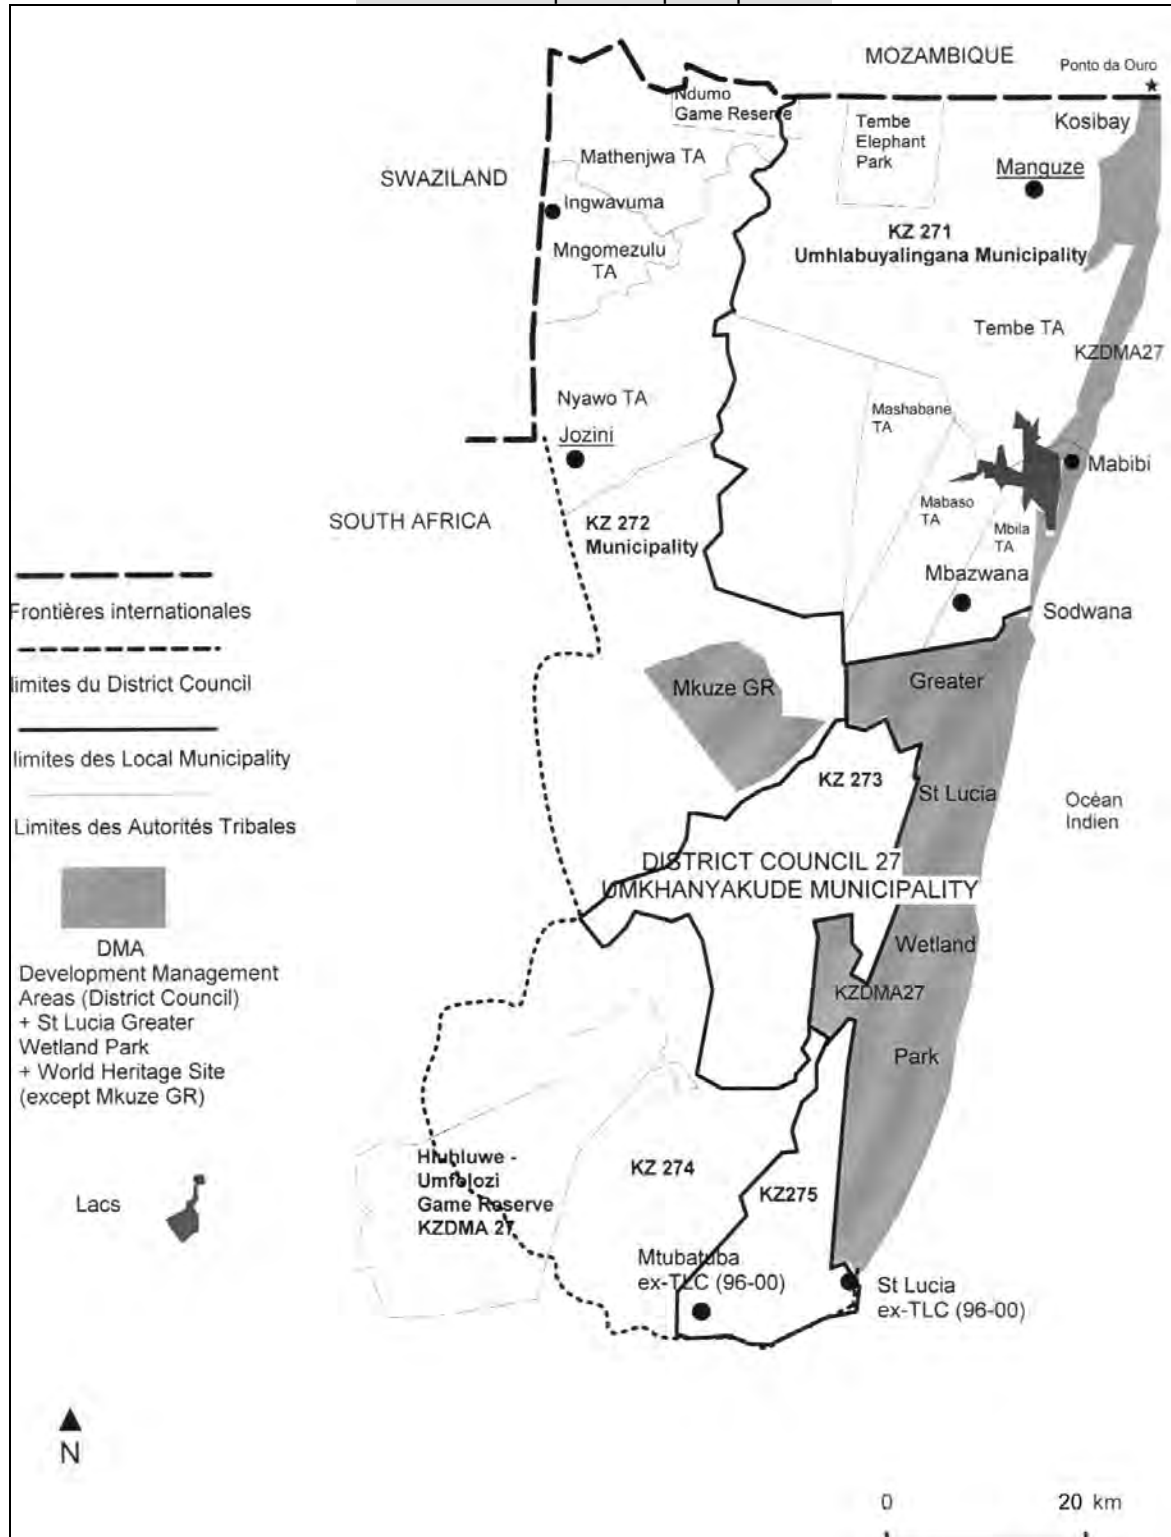 MOZAMBIQUE
Ponto da Ouro
Ndumo
Game Reserve
Tembe
Elephant
Park
Kosibay
Mathenjwa TA
SWAZILAND
Manguze
Ingwavuma
KZ 271
Umhlabuyalingana Municipality
Mngomezulu
TA
Tembe TA
KZDMA27
Nyawo TA
Mashabane
TA
Jozini
Mabibi
Mabaso
TA
SOUTH AFRICA
KZ 272
Municipality
Mbila
TA
Mbazwana
Sodwana
Frontières internationales
limites du District Council
limites des Local Municipality
Limites des Autorités Tribales
Mkuze GR
Greater
KZ 273
St Lucia
Océan
Indien
DISTRICT COUNCIL 27
UMKHANYAKUDE MUNICIPALITY
Wetland
KZDMA27
Park
DMA
Development Management
Areas (District Council)
+ St Lucia Greater
Wetland Park
+ World Heritage Site
(except Mkuze GR)
Lacs
Hluhluwe -
Umfolozi
Game Reserve
KZDMA 27
KZ 274
KZ275
Mtubatuba
ex-TLC (96-00)
St Lucia
ex-TLC (96-00)
N
0 20 km